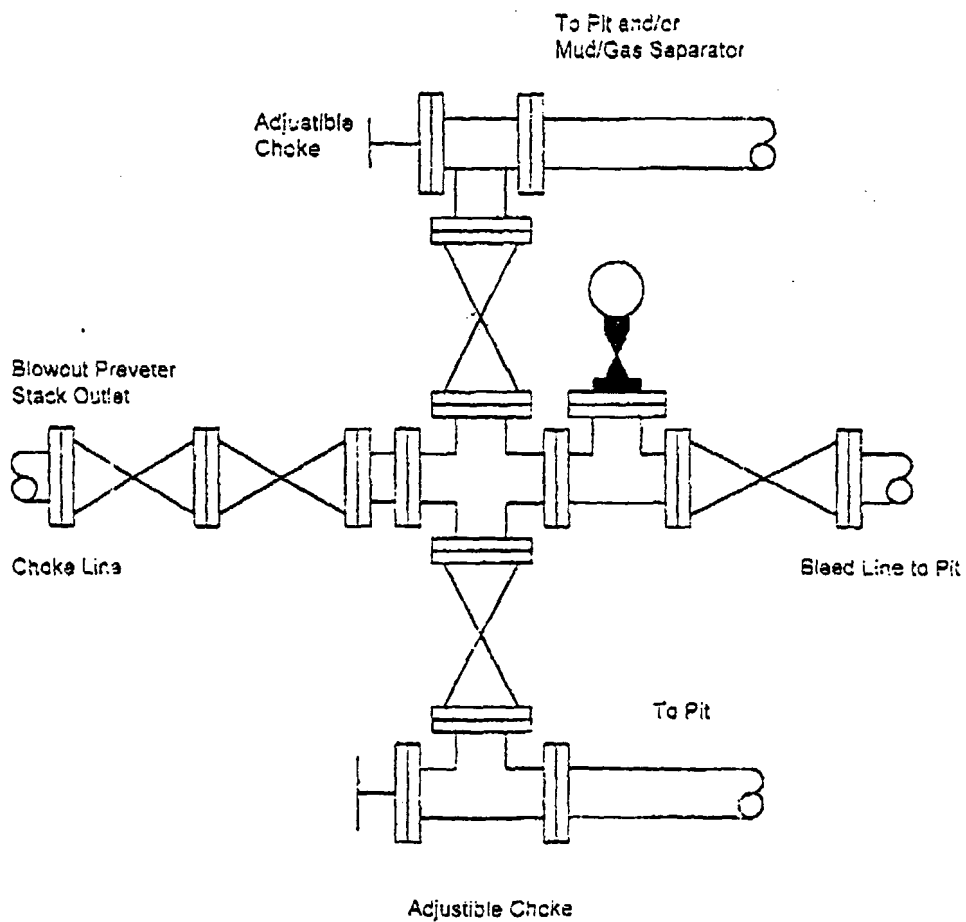 To Pit and/or
Mud/Gas Separator
Adjustible
Choke
Blowout Preveter
Stack Outlet
Choke Line
Bleed Line to Pit
To Pit
Adjustible Choke